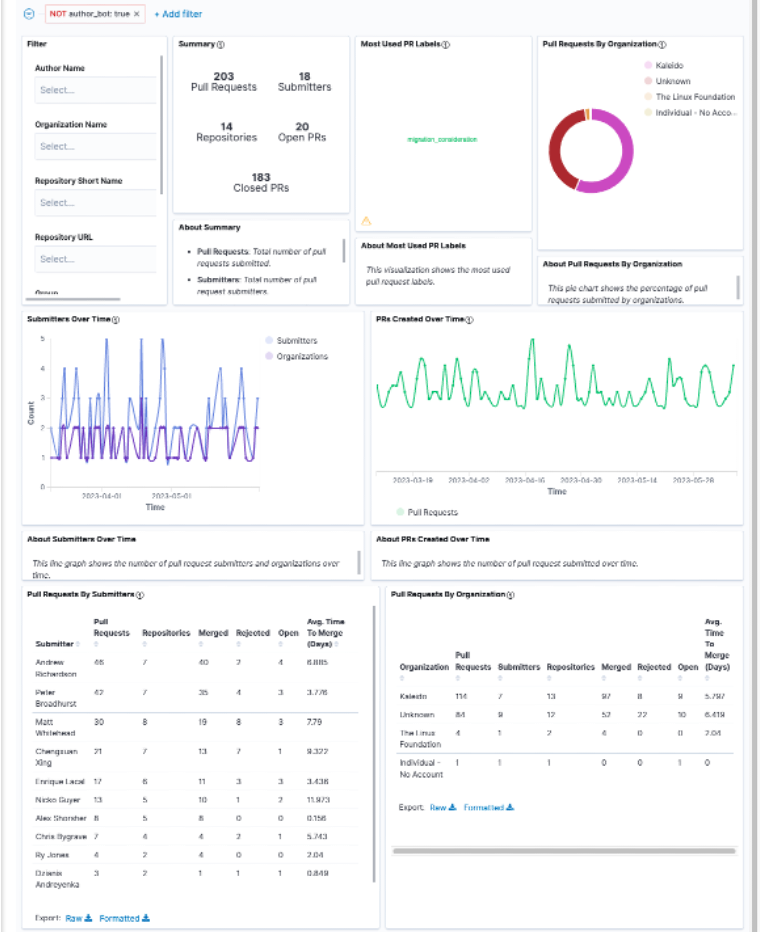 NOT author_bot: true ×
+ Add filter
Filter
Author Name
Select...
Organization Name
Select...
Repository Short Name
Select...
Repository URL
Select...
Summary
203
Pull Requests
18
Submitters
14
Repositories
20
Open PRs
183
Closed PRs
About Summary
• Pull Requests: Total number of pull
requests submitted.
• Submitters: Total number of pull
request submitters.
Most Used PR Labels
migration_consideration
About Most Used PR Labels
This visualization shows the most used
pull request labels.
Pull Requests By Organization
Kaleido
Unknown
The Linux Foundation
Individual - No Acco...
About Pull Requests By Organization
This pie chart shows the percentage of pull
requests submitted by organizations.
Submitters Over Time
5
4
3
2
1
0
Count
2023-04-01 2023-05-01
Time
Submitters
Organizations
PRs Created Over Time
2023-03-19 2023-04-02 2023-04-16 2023-04-30 2023-05-14 2023-05-28
Time
Pull Requests
About Submitters Over Time
This line graph shows the number of pull request submitters and organizations over
time.
About PRs Created Over Time
This line graph shows the number of pull request submitted over time.
Pull Requests By Submitters
Submitter Pull Requests Repositories Merged Rejected Open Avg. Time To Merge (Days)
Andrew Richardson 46 7 40 2 4 6.885
Peter Broadhurst 42 7 35 4 3 3.776
Matt Whitehead 30 8 19 8 3 7.79
Chengxuan Xing 21 7 13 7 1 9.322
Enrique Lacal 17 6 11 3 3 3.436
Nicko Guyer 13 5 10 1 2 11.973
Alex Shorsher 8 5 8 0 0 0.156
Chris Bygrave 7 4 4 2 1 5.743
Ry Jones 4 2 4 0 0 2.04
Dzianis Andreyenka 3 2 1 1 1 0.849
Export: Raw Formatted
Pull Requests By Organization
Organization Pull Requests Submitters Repositories Merged Rejected Open Avg. Time To Merge (Days)
Kaleido 114 7 13 97 8 9 5.797
Unknown 84 9 12 52 22 10 6.419
The Linux Foundation 4 1 2 4 0 0 2.04
Individual - No Account 1 1 1 0 0 1 0
Export: Raw Formatted